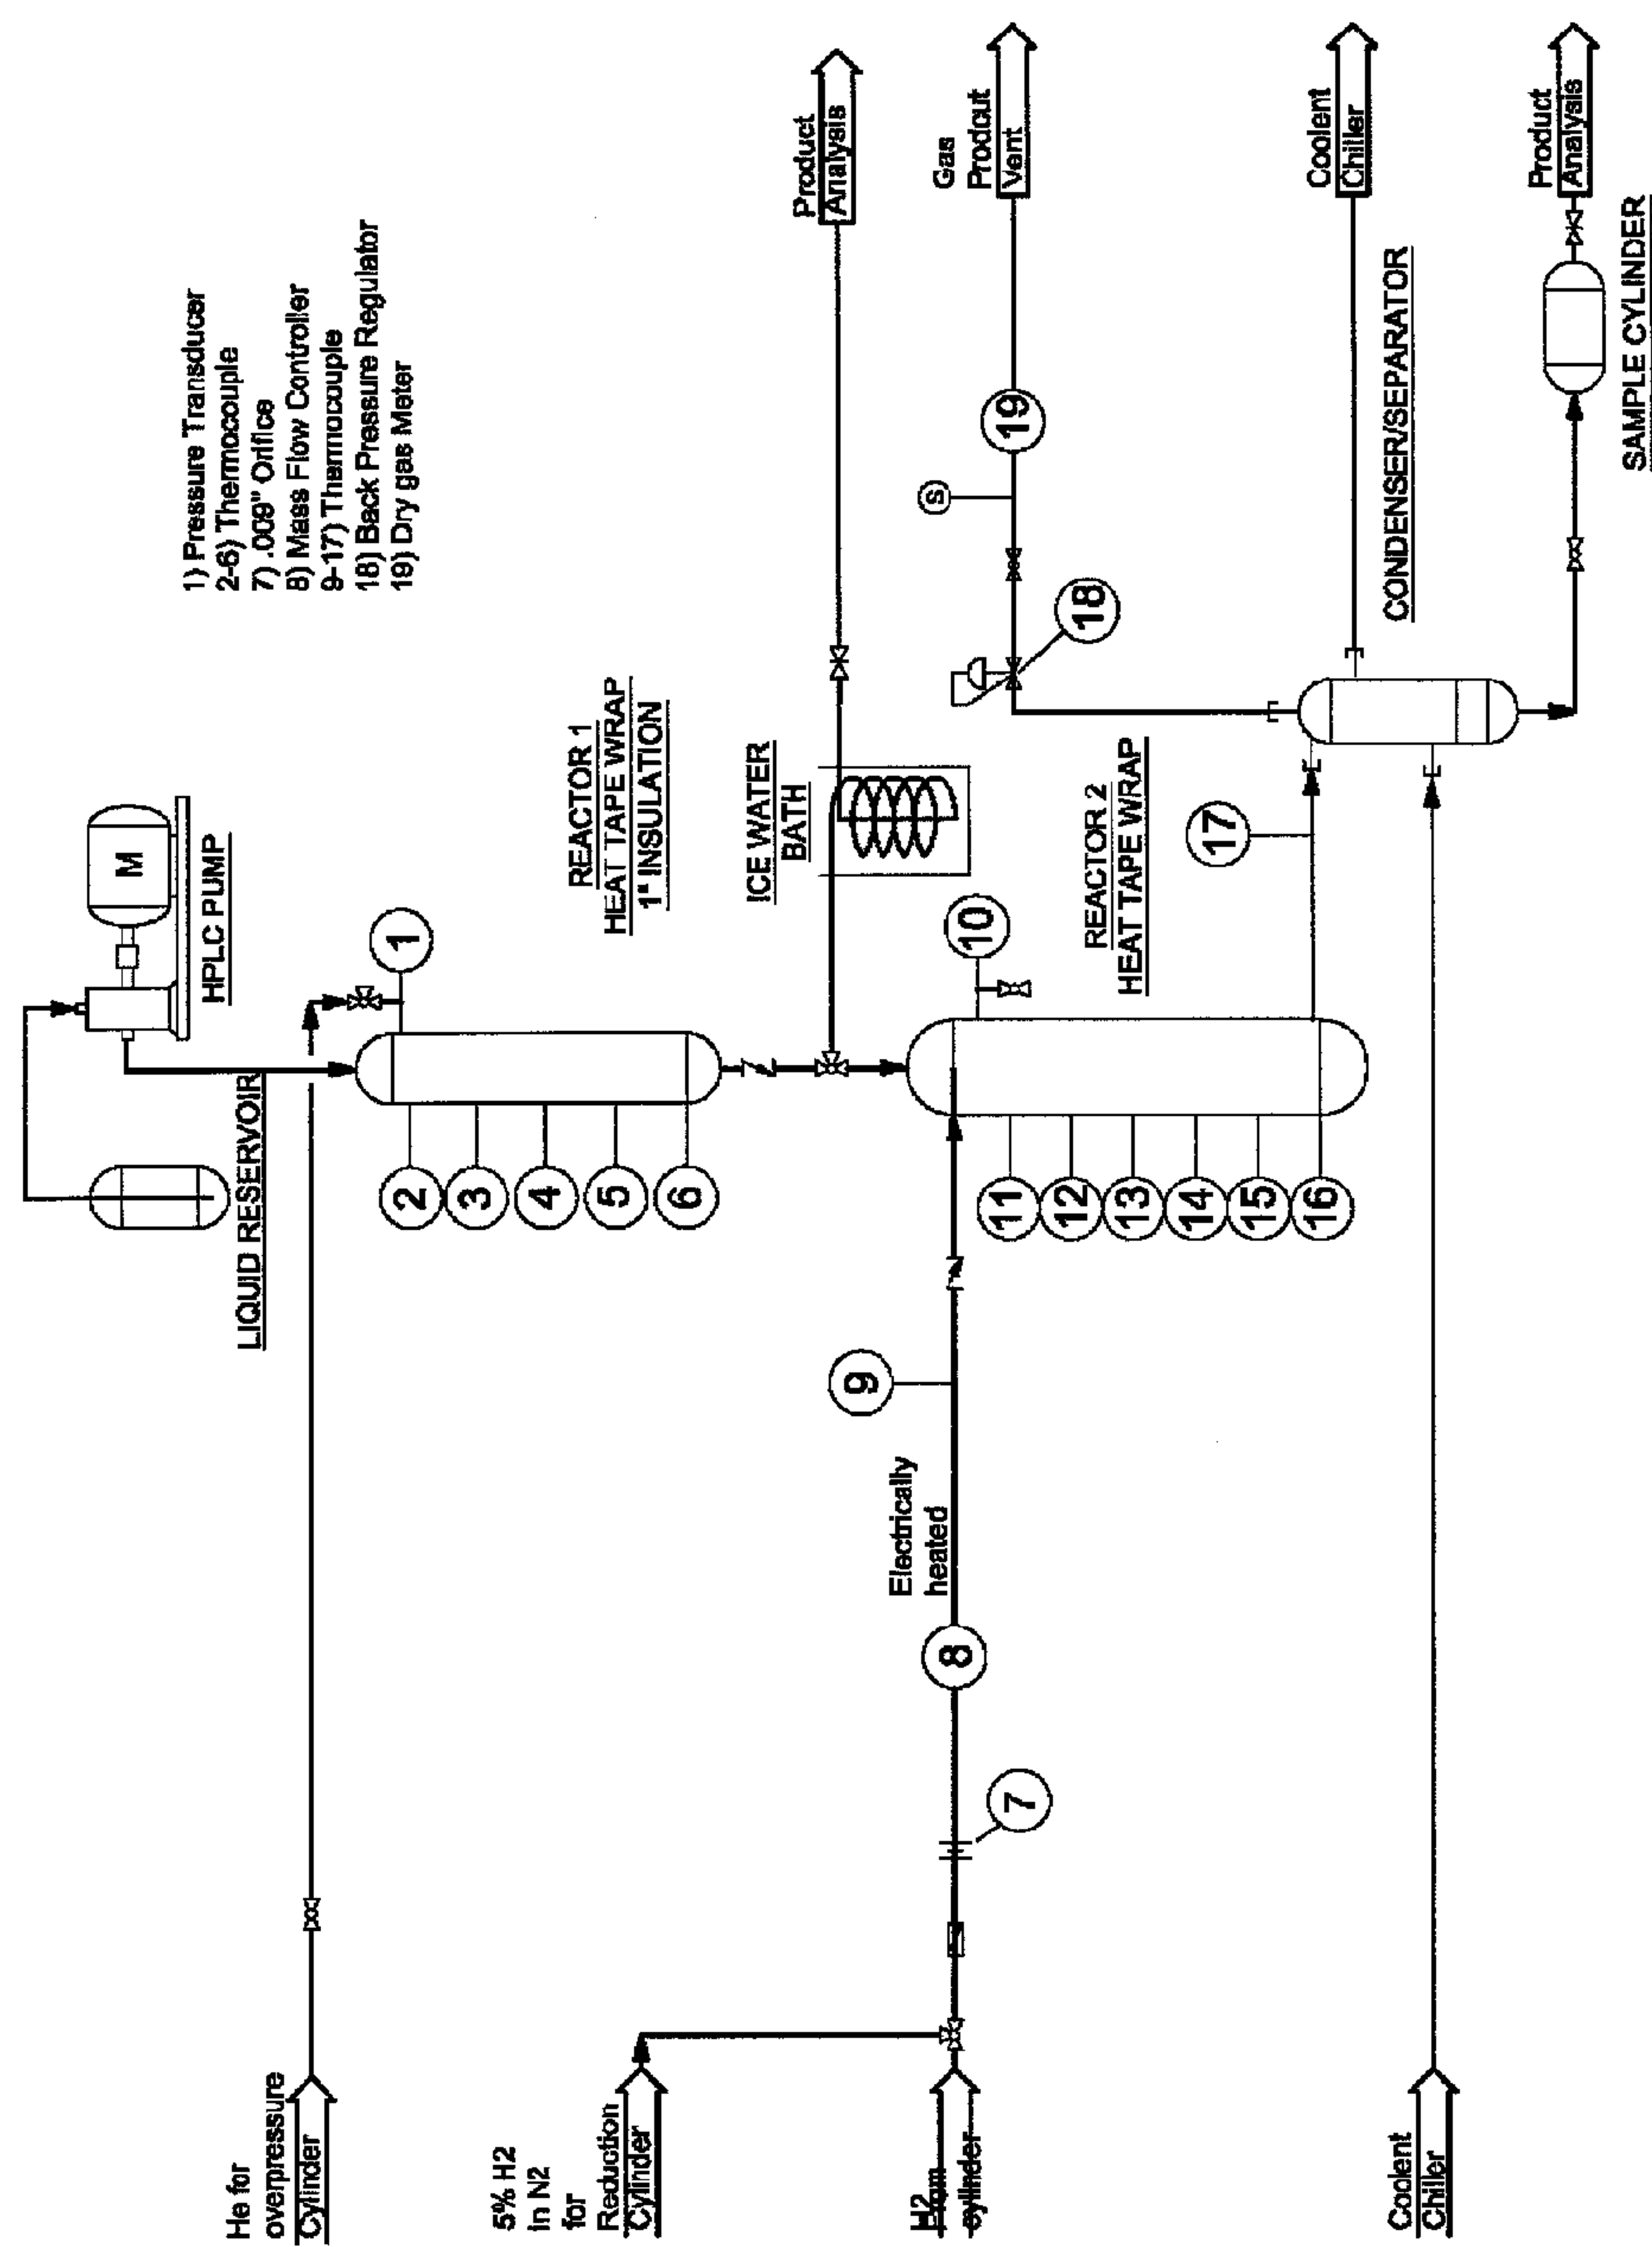 HPLC PUMP
M
LIQUID RESERVOIR
1) Pressure Transducer
2-6) Thermocouple
7) .009" Orifice
8) Mass Flow Controller
9-17) Thermocouple
18) Back Pressure Regulator
19) Dry gas Meter
He for
overpressure
Cylinder
1
2
3
4
5
6
REACTOR 1
HEAT TAPE WRAP
1" INSULATION
5% H2
in N2
for
Reduction
Cylinder
ICE WATER
BATH
Product
Analysis
H2
From
cylinder
7
8
Electrically
heated
9
10
11
12
13
14
15
16
REACTOR 2
HEAT TAPE WRAP
17
18
S
19
Gas
Prodcut
Vent
Coolent
Chiller
Coolent
Chiller
CONDENSER/SEPARATOR
Product
Analysis
SAMPLE CYLINDER